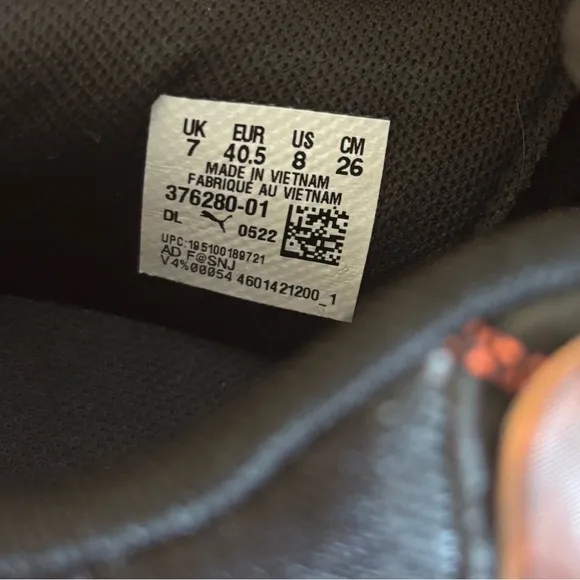 UK EUR US CM
7 40.5 8 26
MADE IN VIETNAM
FABRIQUÉ AU VIETNAM
376280-01
DL 0522
UPC:195100189721
AD F@SNJ
V4%00054 4601421200_1